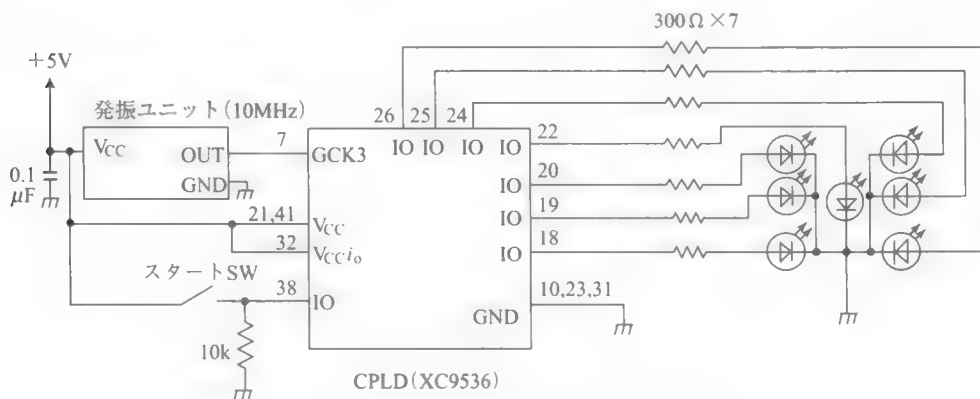 300Ω×7
+5V
発振ユニット(10MHz)
26 25 24
VCC
7
IO IO IO
22
OUT
GCK3
IO
GND
20
0.1
μF
IO
21,41
19
VCC
IO
32
18
VCCio
IO
スタートSW
38
IO
10,23,31
GND
10k
CPLD(XC9536)